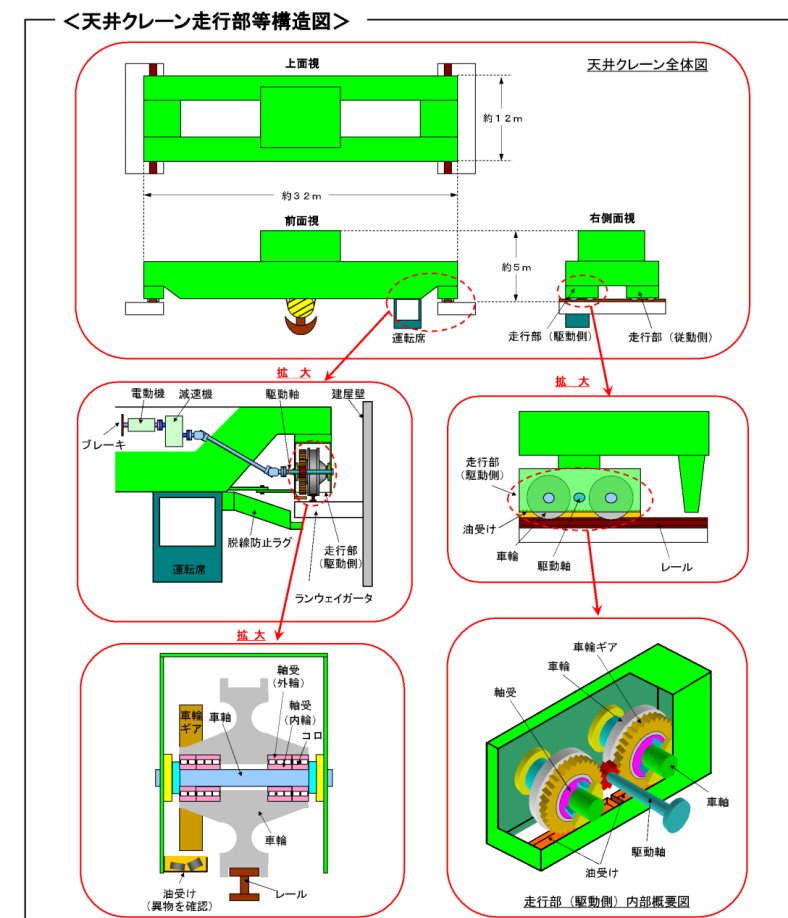 ＜天井クレーン走行部等構造図＞
上面視
天井クレーン全体図
約１２ｍ
約３２ｍ
前面視
右側面視
約５ｍ
運転席
走行部（駆動側）
走行部（従動側）
拡 大
拡 大
電動機
減速機
駆動軸
建屋壁
ブレーキ
脱線防止ラグ
走行部
（駆動側）
運転席
ランウェイガータ
走行部
（駆動側）
油受け
車輪
駆動軸
レール
拡 大
軸受
（外輪）
軸受
（内輪）
コロ
車輪
ギア
車軸
車輪
油受け
（異物を確認）
レール
車輪ギア
車輪
軸受
車軸
駆動軸
油受け
走行部（駆動側）内部概要図